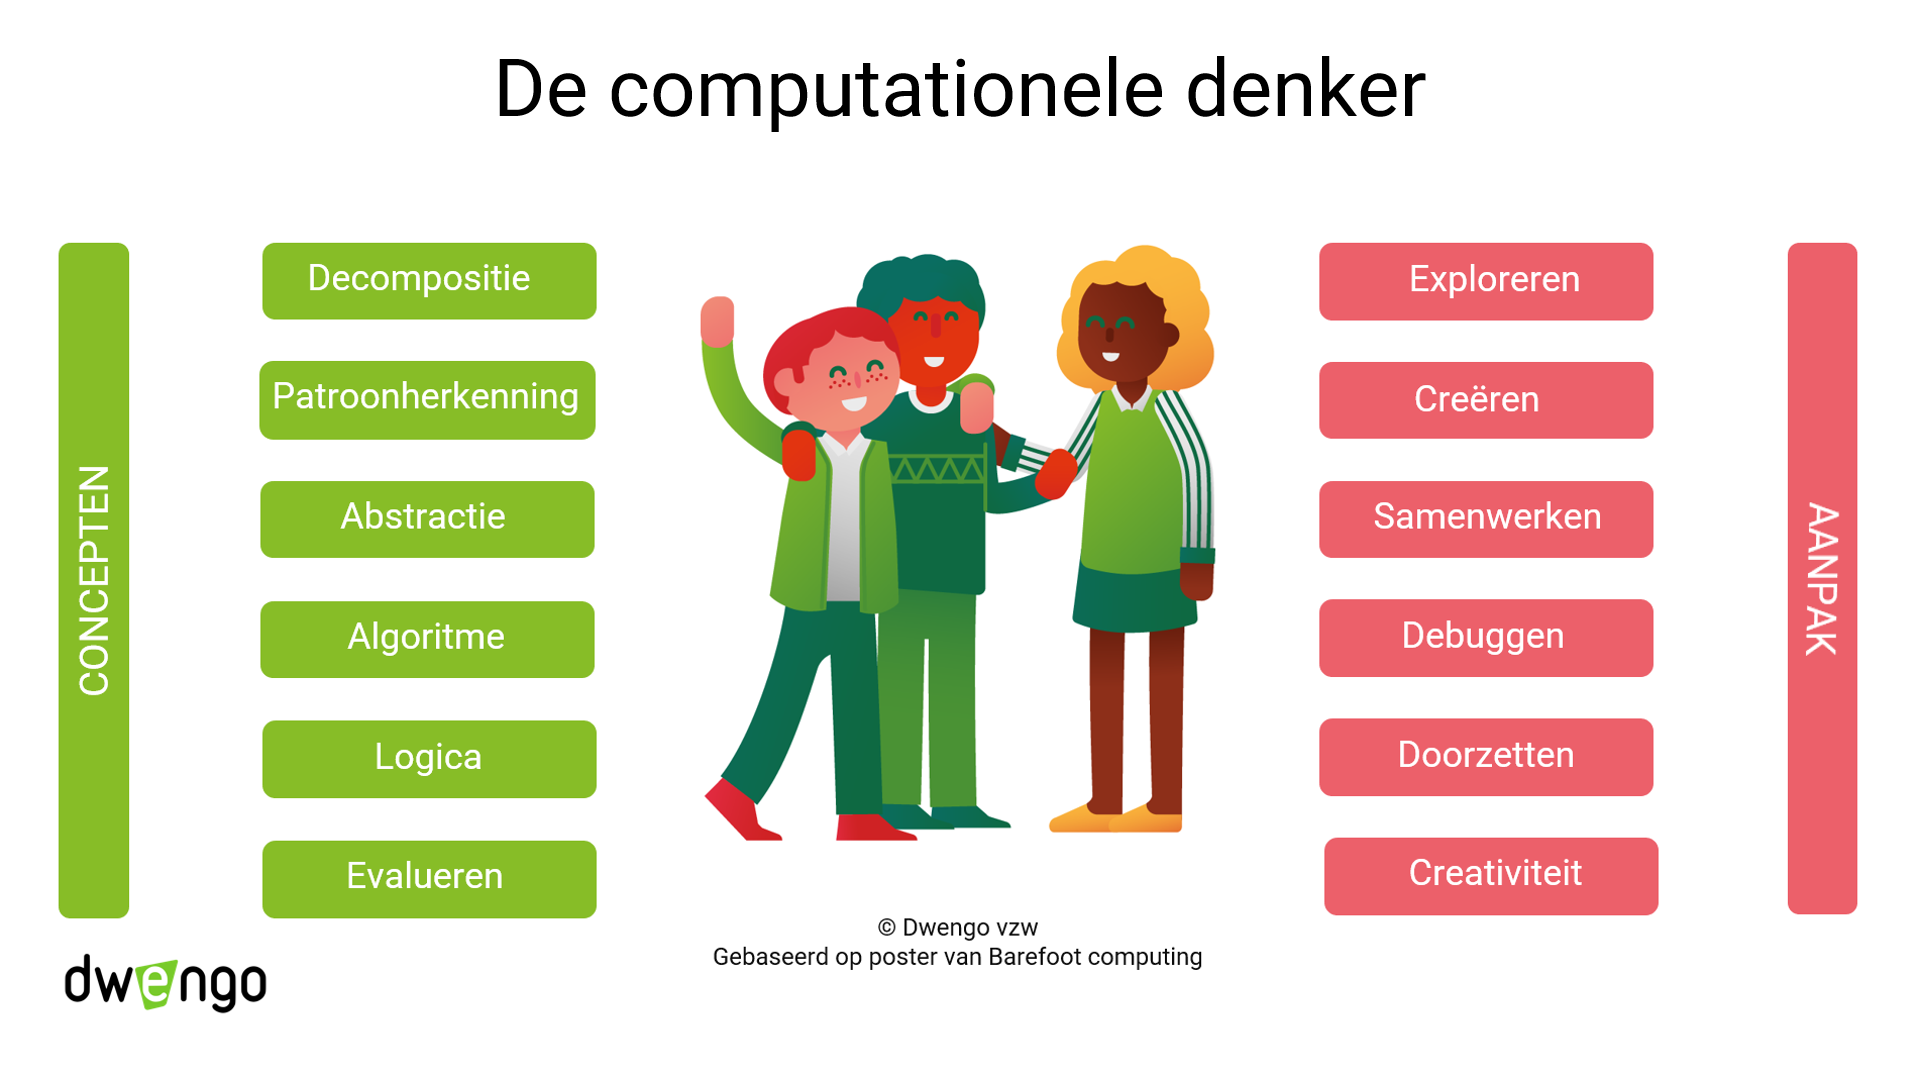 De computationele denker
CONCEPTEN
Decompositie
Patroonherkenning
Abstractie
Algoritme
Logica
Evalueren
Exploreren
Creëren
Samenwerken
Debuggen
Doorzetten
Creativiteit
AANPAK
© Dwengo vzw
Gebaseerd op poster van Barefoot computing
dwengo